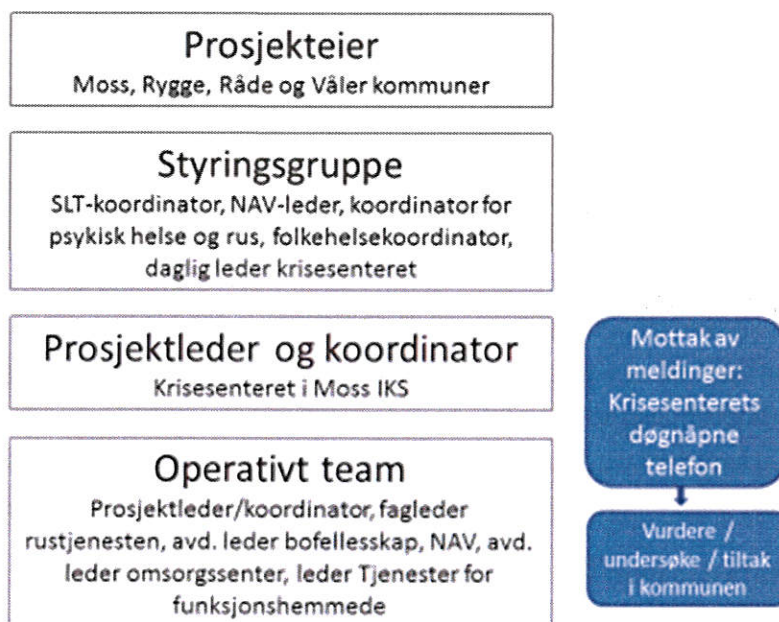 Prosjekteier
Moss, Rygge, Råde og Våler kommuner
Styringsgruppe
SLT-koordinator, NAV-leder, koordinator for
psykisk helse og rus, folkehelsekoordinator,
daglig leder krisesenteret
Prosjektleder og koordinator
Krisesenteret i Moss IKS
Operativt team
Prosjektleder/koordinator, fagleder
rustjenesten, avd. leder bofellesskap, NAV, avd.
leder omsorgssenter, leder Tjenester for
funksjonshemmede
Mottak av
meldinger:
Krisesenterets
døgnåpne
telefon
Vurdere /
undersøke / tiltak
i kommunen